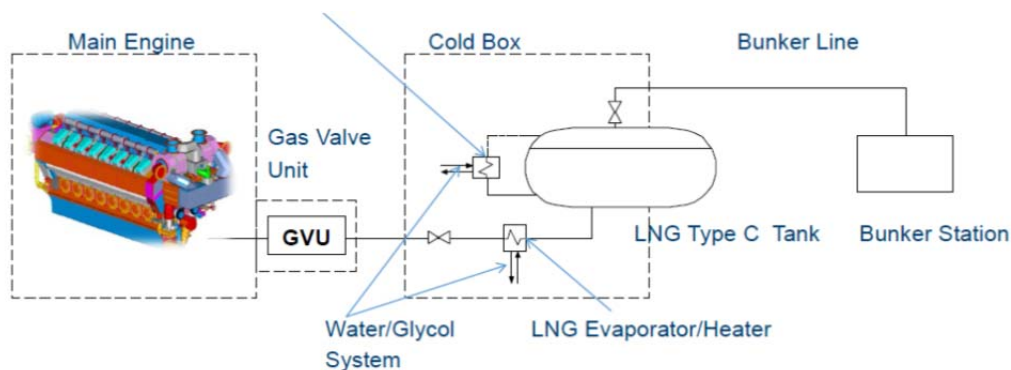 Main Engine
Cold Box
Bunker Line
Gas Valve
Unit
GVU
LNG Type C Tank
Bunker Station
Water/Glycol
System
LNG Evaporator/Heater